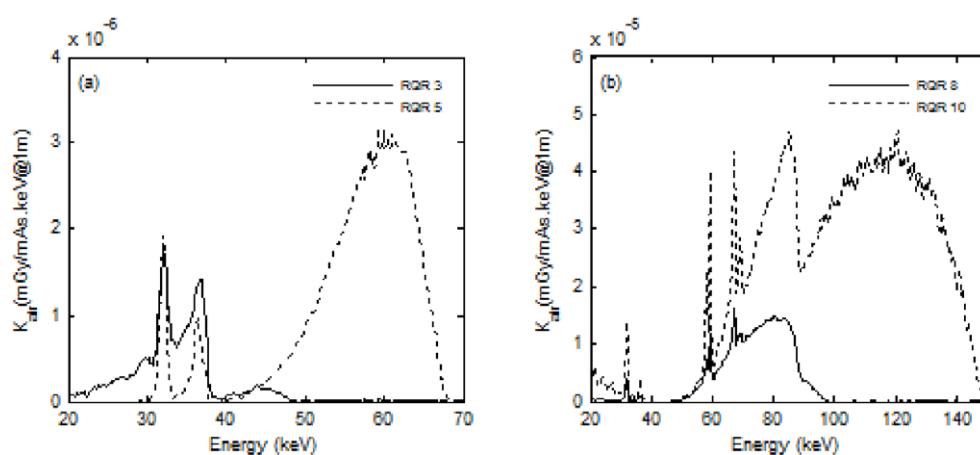 x 10⁻⁶
4
3
2
1
0
K_air(mGy/mAs.keV@1m)
(a)
RQR 3
RQR 5
20 30 40 50 60 70
Energy (keV)
x 10⁻⁵
6
5
4
3
2
1
0
K_air(mGy/mAs.keV@1m)
(b)
RQR 8
RQR 10
20 40 60 80 100 120 140
Energy (keV)